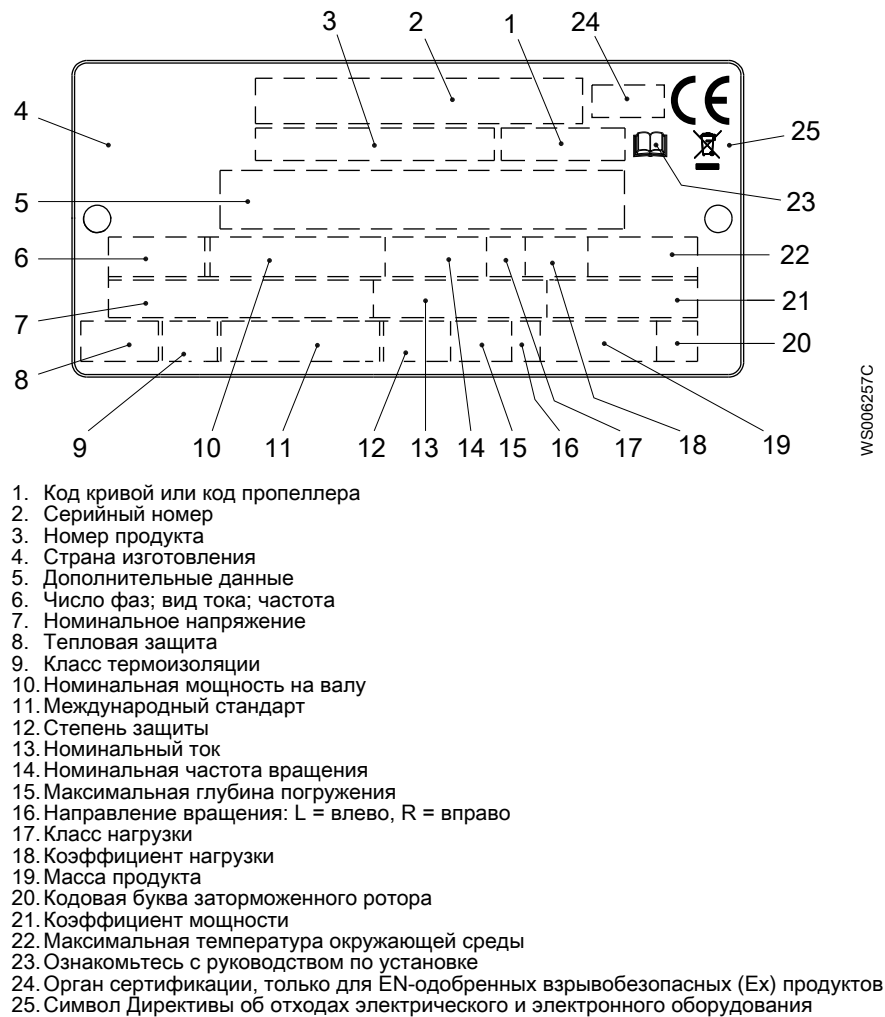 3 2 1 24
4 25
5 23
6 22
7 21
8 20
9 10 11 12 13 14 15 16 17 18 19
CE
WS006257C
1. Код кривой или код пропеллера
2. Серийный номер
3. Номер продукта
4. Страна изготовления
5. Дополнительные данные
6. Число фаз; вид тока; частота
7. Номинальное напряжение
8. Тепловая защита
9. Класс термоизоляции
10. Номинальная мощность на валу
11. Международный стандарт
12. Степень защиты
13. Номинальный ток
14. Номинальная частота вращения
15. Максимальная глубина погружения
16. Направление вращения: L = влево, R = вправо
17. Класс нагрузки
18. Коэффициент нагрузки
19. Масса продукта
20. Кодовая буква заторможенного ротора
21. Коэффициент мощности
22. Максимальная температура окружающей среды
23. Ознакомьтесь с руководством по установке
24. Орган сертификации, только для EN-одобренных взрывобезопасных (Ex) продуктов
25. Символ Директивы об отходах электрического и электронного оборудования